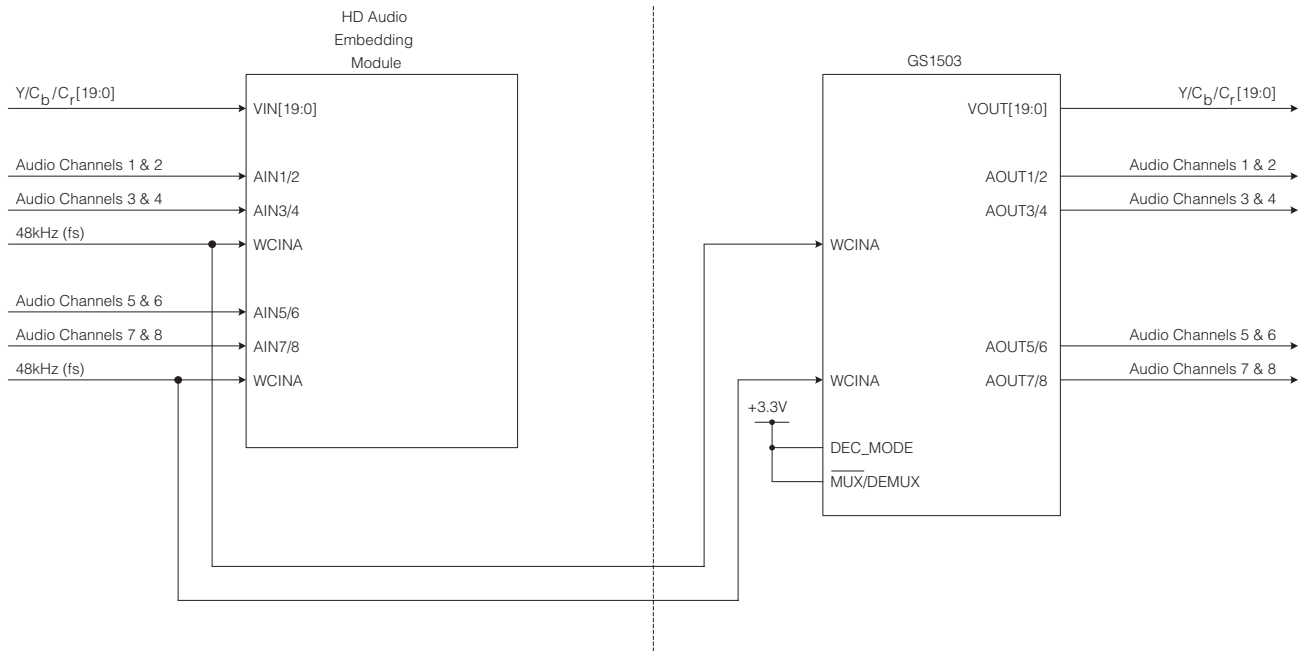 HD Audio
Embedding
Module
GS1503
Y/Cb/Cr[19:0]
VIN[19:0]
Audio Channels 1 & 2
AIN1/2
Audio Channels 3 & 4
AIN3/4
48kHz (fs)
WCINA
Audio Channels 5 & 6
AIN5/6
Audio Channels 7 & 8
AIN7/8
48kHz (fs)
WCINA
VOUT[19:0]
Y/Cb/Cr[19:0]
AOUT1/2
Audio Channels 1 & 2
AOUT3/4
Audio Channels 3 & 4
WCINA
AOUT5/6
Audio Channels 5 & 6
WCINA
AOUT7/8
Audio Channels 7 & 8
+3.3V
DEC_MODE
MUX/DEMUX